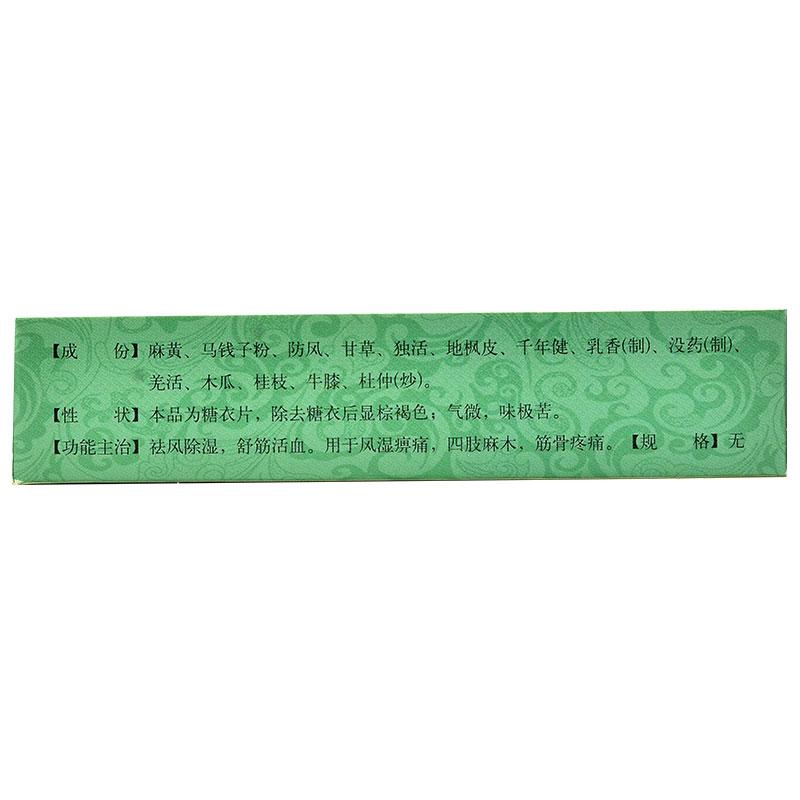 【成　　份】麻黄、马钱子粉、防风、甘草、独活、地枫皮、千年健、乳香(制)、没药(制)、
羌活、木瓜、桂枝、牛膝、杜仲(炒)。
【性　　状】本品为糖衣片，除去糖衣后显棕褐色；气微，味极苦。
【功能主治】祛风除湿，舒筋活血。用于风湿痹痛，四肢麻木，筋骨疼痛。【规　　格】无